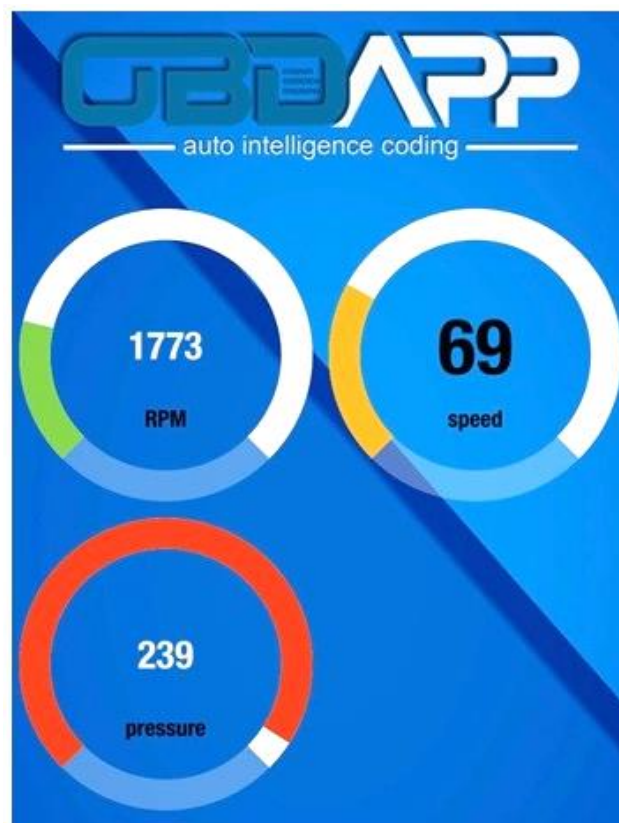 OBDAPP
auto intelligence coding
1773
RPM
69
speed
239
pressure